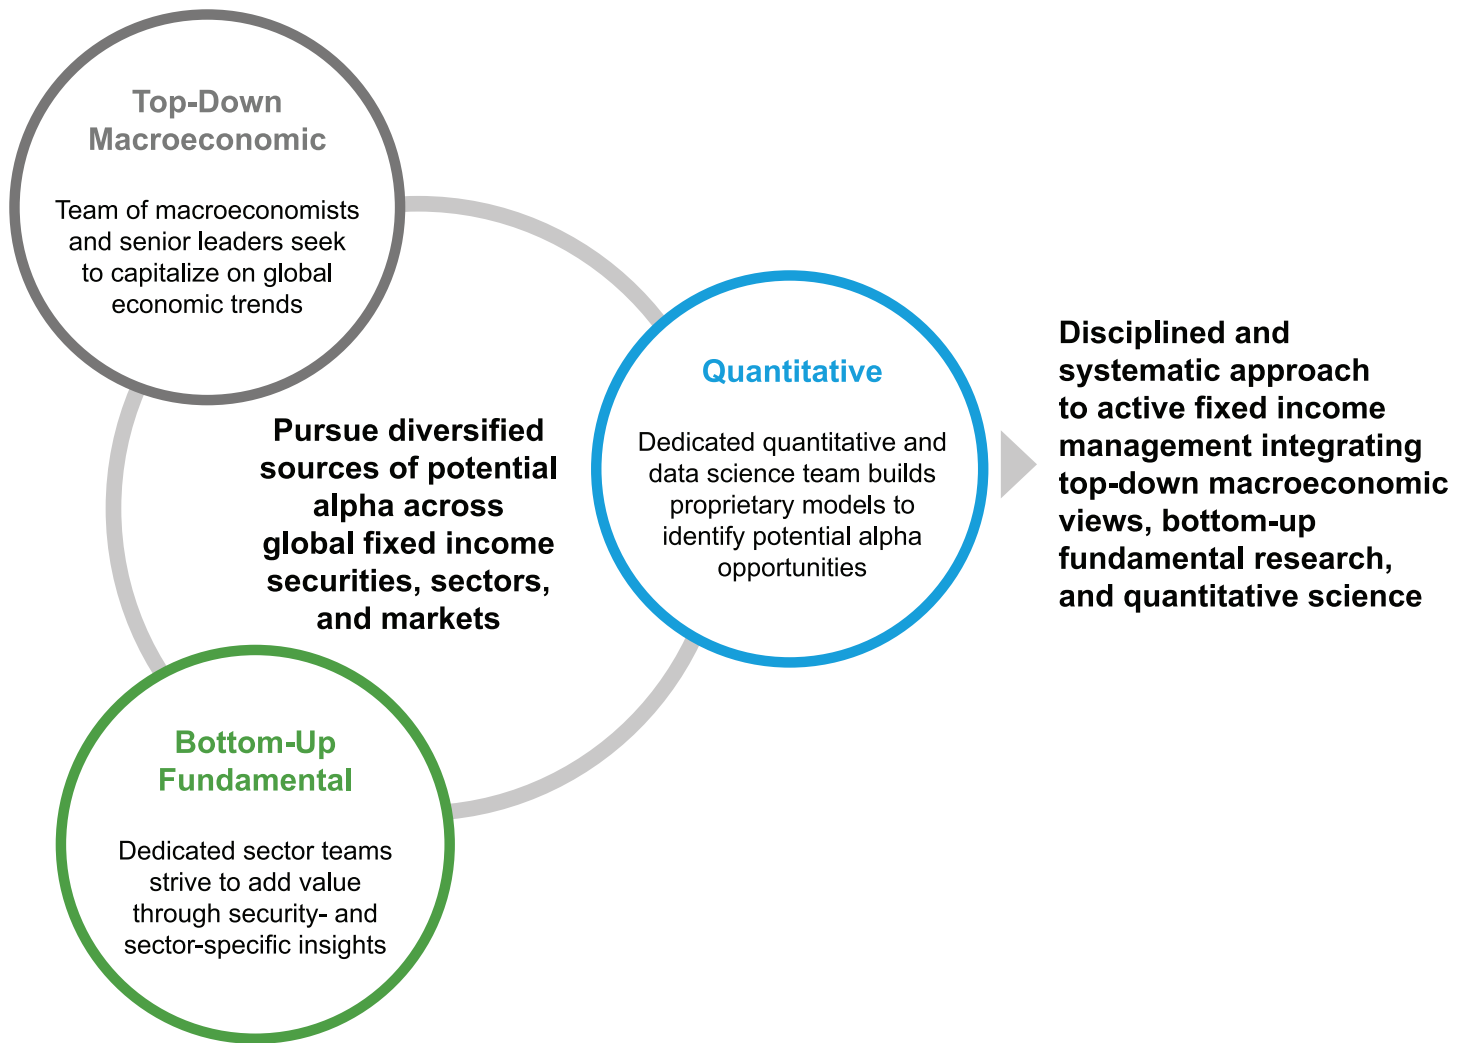 Top-Down
Macroeconomic
Team of macroeconomists
and senior leaders seek
to capitalize on global
economic trends
Pursue diversified
sources of potential
alpha across
global fixed income
securities, sectors,
and markets
Quantitative
Dedicated quantitative and
data science team builds
proprietary models to
identify potential alpha
opportunities
Disciplined and
systematic approach
to active fixed income
management integrating
top-down macroeconomic
views, bottom-up
fundamental research,
and quantitative science
Bottom-Up
Fundamental
Dedicated sector teams
strive to add value
through security- and
sector-specific insights